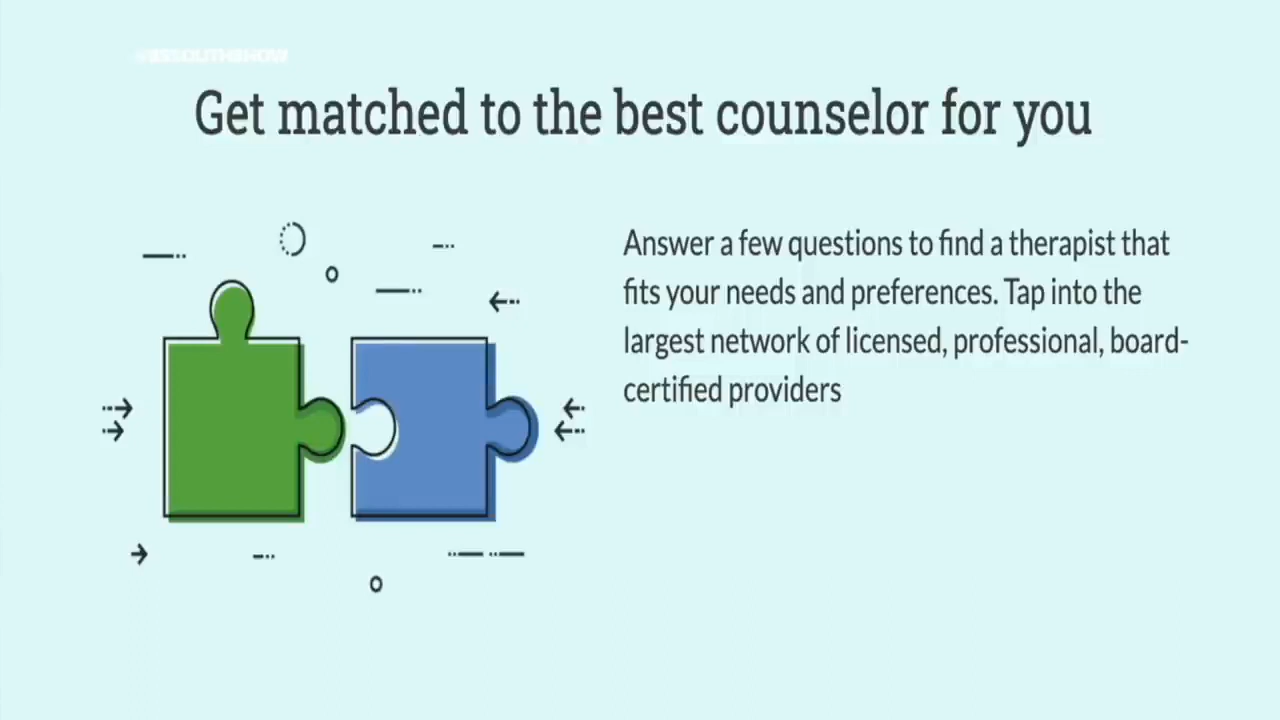 #85SOUTHSHOW
Get matched to the best counselor for you
Answer a few questions to find a therapist that
fits your needs and preferences. Tap into the
largest network of licensed, professional, board-
certified providers